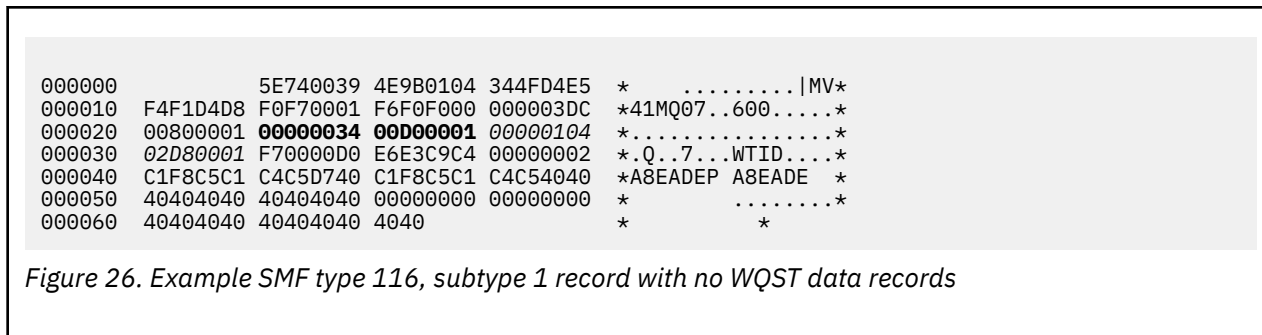 000000 5E740039 4E9B0104 344FD4E5 * .........|MV*
000010 F4F1D4D8 F0F70001 F6F0F000 000003DC *41MQ07..600.....*
000020 00800001 00000034 00D00001 00000104 *................*
000030 02D80001 F70000D0 E6E3C9C4 00000002 *.Q..7...WTID....*
000040 C1F8C5C1 C4C5D740 C1F8C5C1 C4C54040 *A8EADEP A8EADE *
000050 40404040 40404040 00000000 00000000 * ........*
000060 40404040 40404040 4040 * *
Figure 26. Example SMF type 116, subtype 1 record with no WQST data records